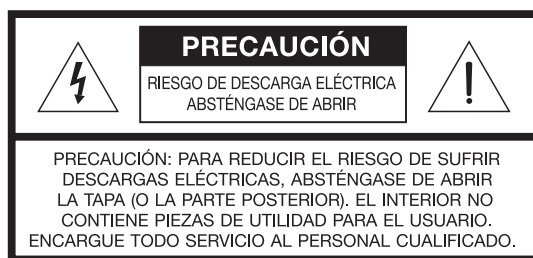 PRECAUCIÓN
RIESGO DE DESCARGA ELÉCTRICA
ABSTÉNGASE DE ABRIR
PRECAUCIÓN: PARA REDUCIR EL RIESGO DE SUFRIR
DESCARGAS ELÉCTRICAS, ABSTÉNGASE DE ABRIR
LA TAPA (O LA PARTE POSTERIOR). EL INTERIOR NO
CONTIENE PIEZAS DE UTILIDAD PARA EL USUARIO.
ENCARGUE TODO SERVICIO AL PERSONAL CUALIFICADO.